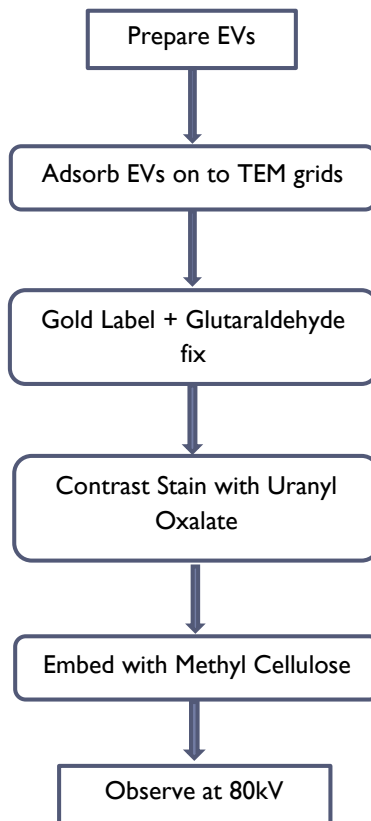 Prepare EVs
Adsorb EVs on to TEM grids
Gold Label + Glutaraldehyde
fix
Contrast Stain with Uranyl
Oxalate
Embed with Methyl Cellulose
Observe at 80kV